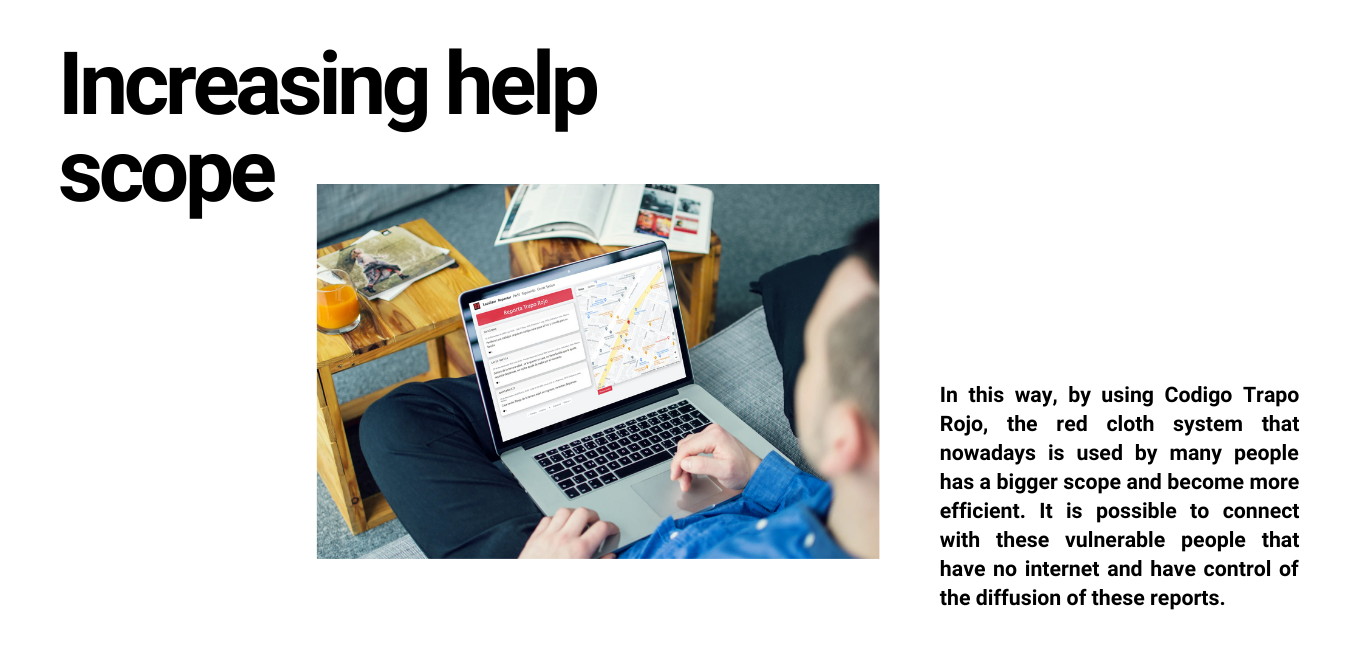 Increasing help
scope
Reporta Trapo Rojo
In this way, by using Codigo Trapo
Rojo, the red cloth system that
nowadays is used by many people
has a bigger scope and become more
efficient. It is possible to connect
with these vulnerable people that
have no internet and have control of
the diffusion of these reports.